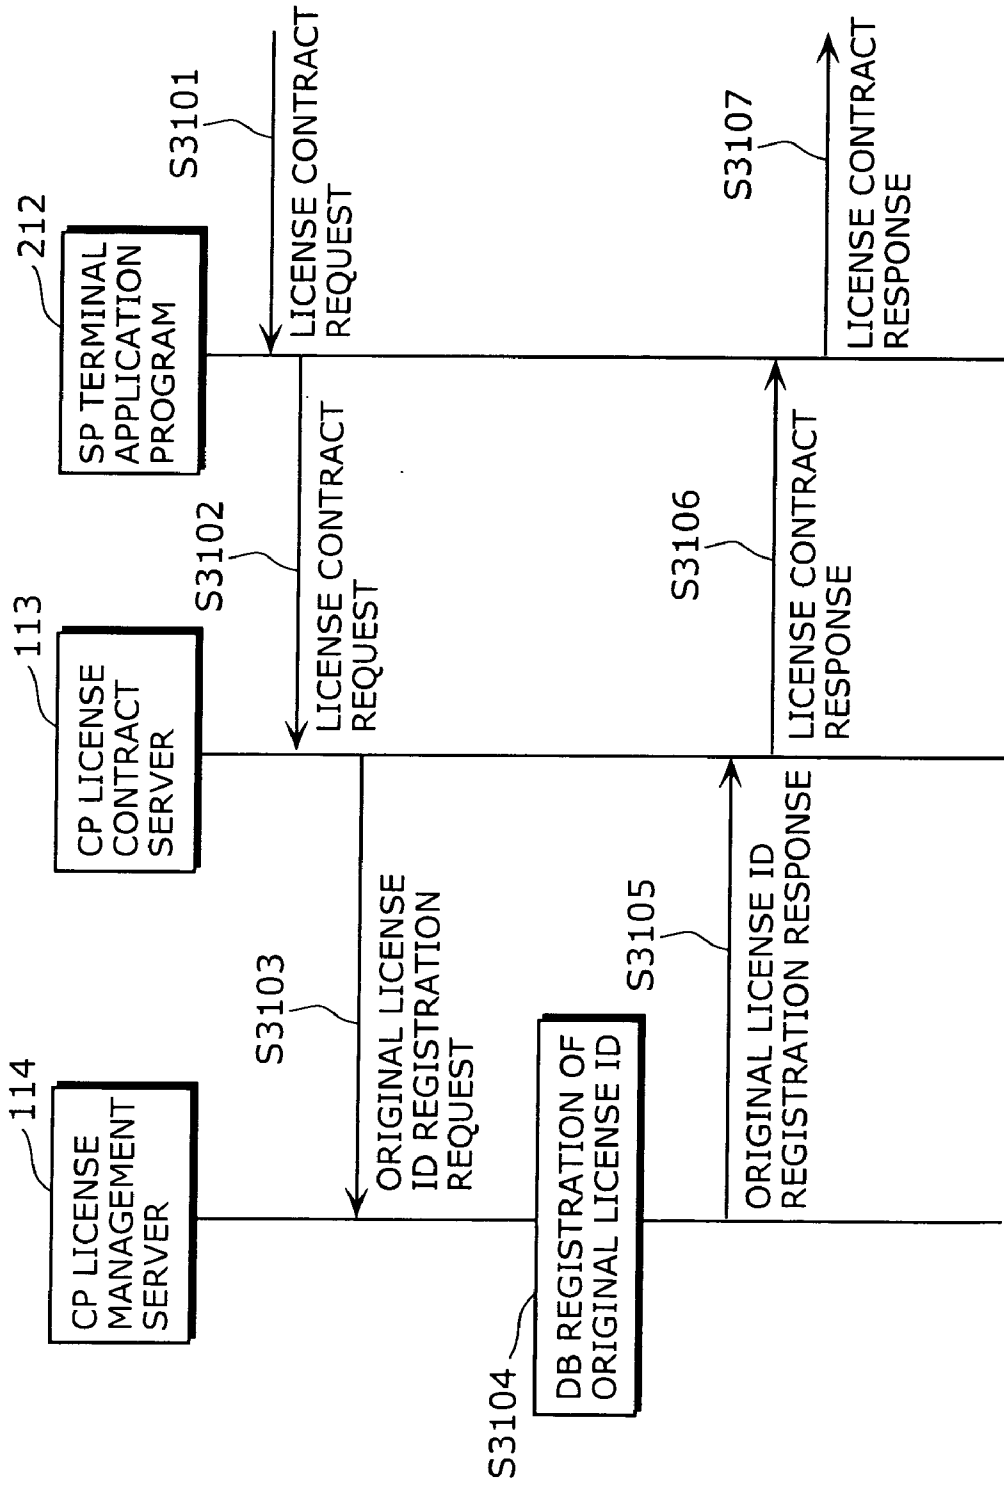 114
CP LICENSE
MANAGEMENT
SERVER
113
CP LICENSE
CONTRACT
SERVER
212
SP TERMINAL
APPLICATION
PROGRAM
S3101
LICENSE CONTRACT
REQUEST
S3102
LICENSE CONTRACT
REQUEST
S3103
ORIGINAL LICENSE
ID REGISTRATION
REQUEST
S3104
DB REGISTRATION OF
ORIGINAL LICENSE ID
S3105
ORIGINAL LICENSE ID
REGISTRATION RESPONSE
S3106
LICENSE CONTRACT
RESPONSE
S3107
LICENSE CONTRACT
RESPONSE